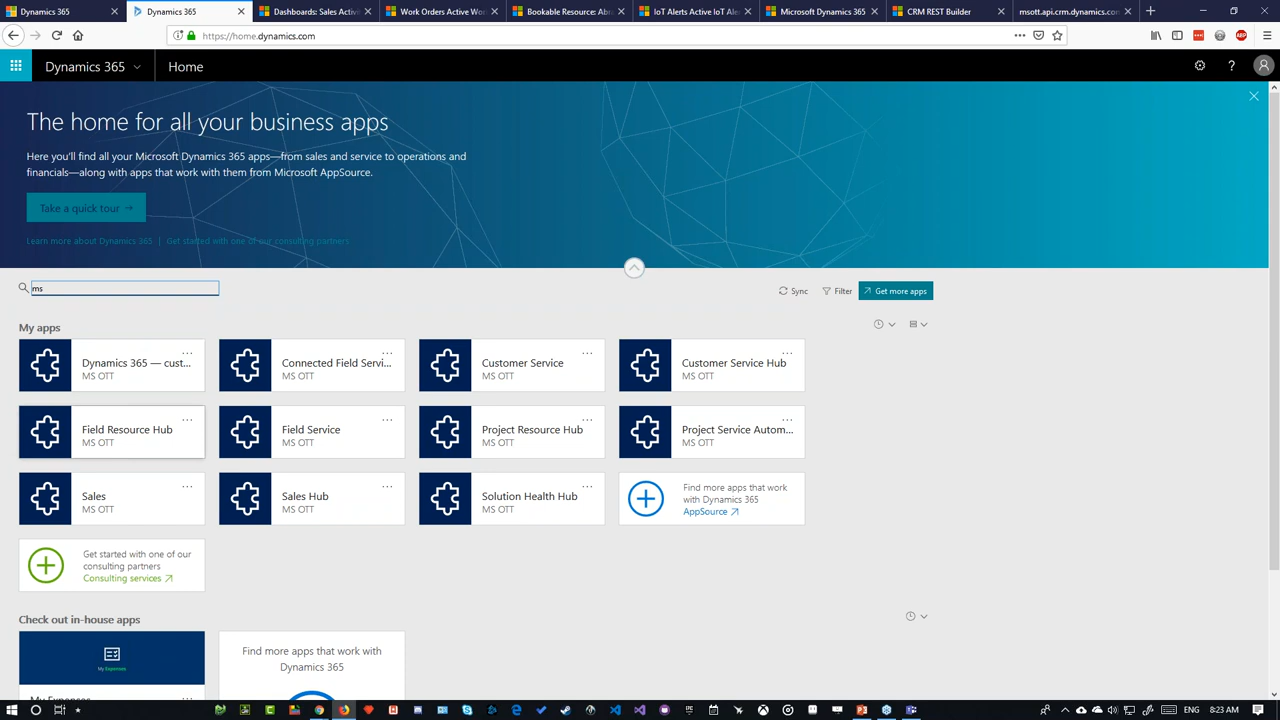 Dynamics 365
Dynamics 365
Dashboards: Sales Activi
Work Orders Active Wor
Bookable Resource: Abra
IoT Alerts Active IoT Al
Microsoft Dynamics 365
CRM REST Builder
msott.api.crm.dynamics.con
https://home.dynamics.com
Dynamics 365
Home
The home for all your business apps
Here you'll find all your Microsoft Dynamics 365 apps—from sales and service to operations and
financials—along with apps that work with them from Microsoft AppSource.
Take a quick tour →
Learn more about Dynamics 365 | Get started with one of our consulting partners
ms
Sync
Filter
Get more apps
My apps
Dynamics 365 — cust...
MS OTT
Connected Field Servi...
MS OTT
Customer Service
MS OTT
Customer Service Hub
MS OTT
Field Resource Hub
MS OTT
Field Service
MS OTT
Project Resource Hub
MS OTT
Project Service Autom...
MS OTT
Sales
MS OTT
Sales Hub
MS OTT
Solution Health Hub
MS OTT
Find more apps that work
with Dynamics 365
AppSource
Get started with one of our
consulting partners
Consulting services
Check out in-house apps
My Expenses
My Expenses
Find more apps that work with
Dynamics 365
ENG
8:23 AM